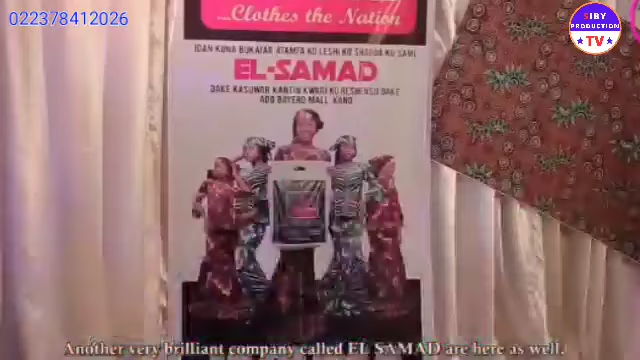 022378412026
SIBY
PRODUCTION
TV
...Clothes the Nation
IDAN KUNA BUKATAR ATAMFA KO LESHI KO SHADDA KU SAMI
EL-SAMAD
DAKE KASUWAR KANTIN KWARI KO RESHENSU DAKE
ADO BAYERO MALL, KANO
Another very brilliant company called EL SAMAD are here as well.